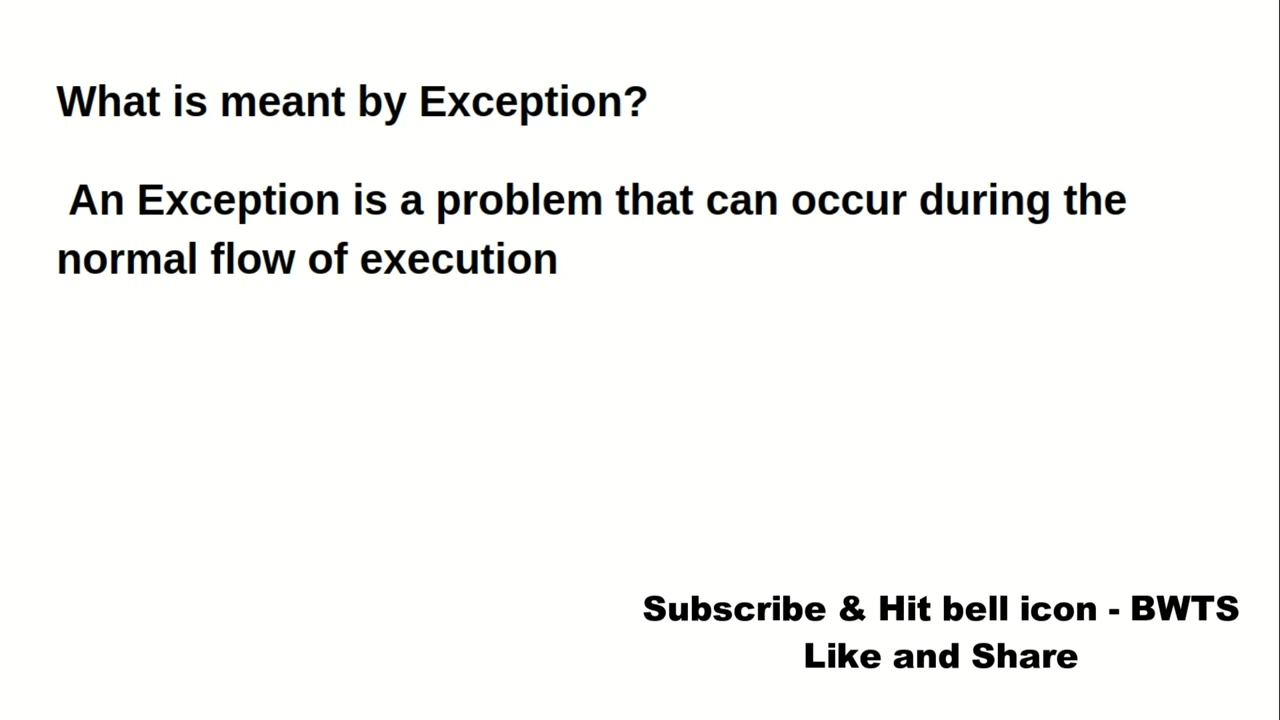 What is meant by Exception?
An Exception is a problem that can occur during the
normal flow of execution
Subscribe & Hit bell icon - BWTS
Like and Share